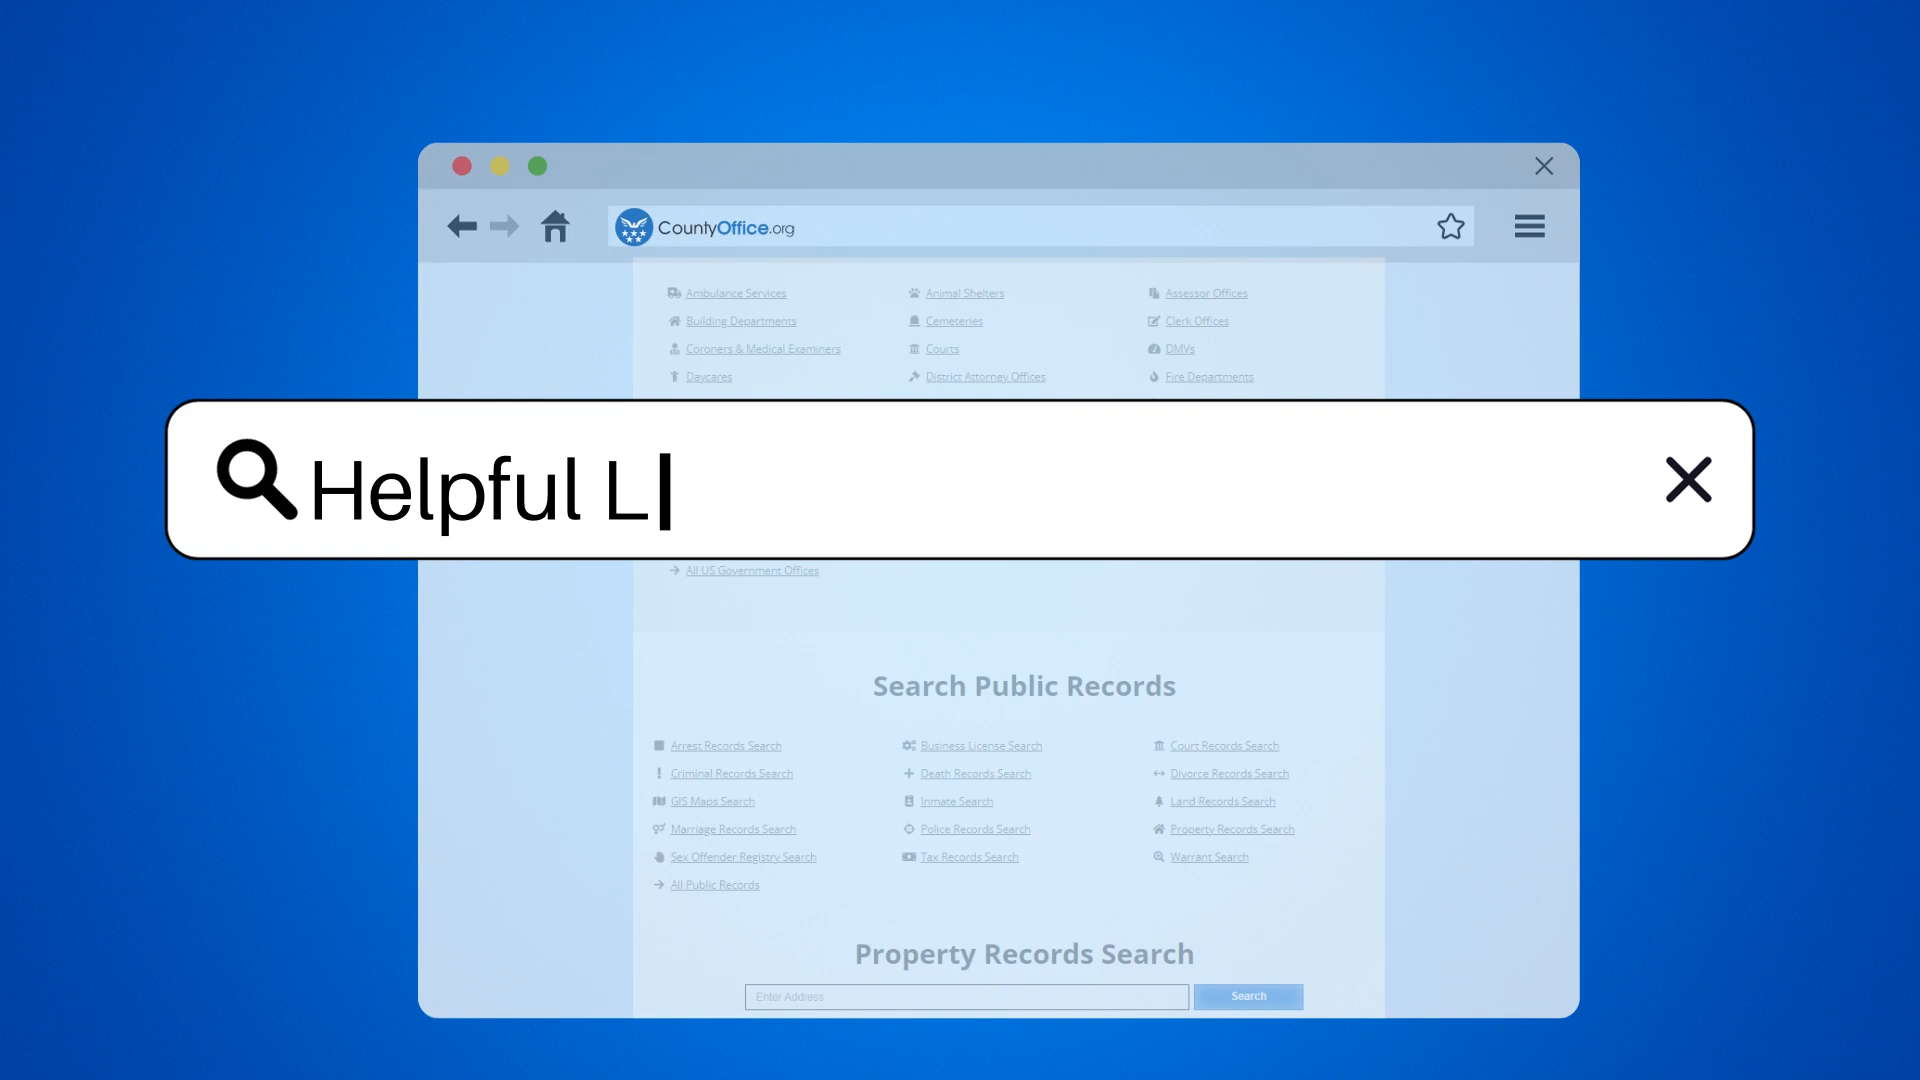 CountyOffice.org
Ambulance Services Animal Shelters Assessor Offices
Building Departments Cemeteries Clerk Offices
Coroners & Medical Examiners Courts DMVs
Daycares District Attorney Offices Fire Departments
Helpful L
All US Government Offices
Search Public Records
Arrest Records Search Business License Search Court Records Search
Criminal Records Search Death Records Search Divorce Records Search
GIS Maps Search Inmate Search Land Records Search
Marriage Records Search Police Records Search Property Records Search
Sex Offender Registry Search Tax Records Search Warrant Search
All Public Records
Property Records Search
Enter Address Search